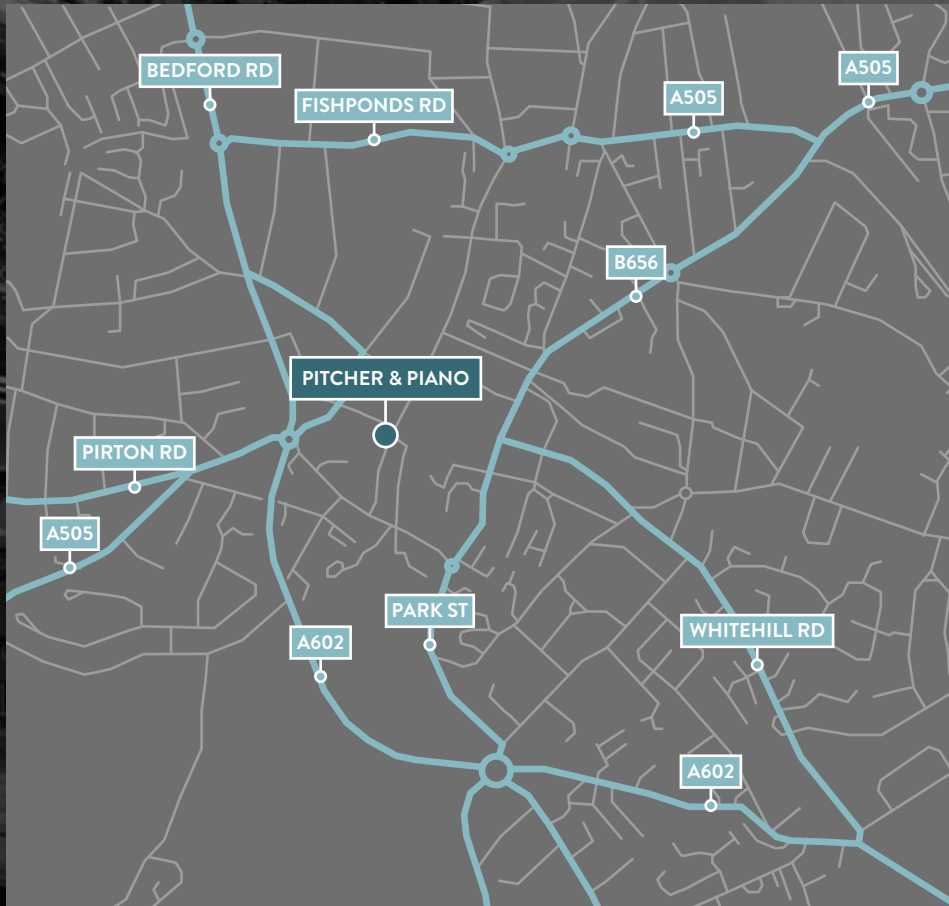 A505
BEDFORD RD
FISHPONDS RD
A505
B656
PITCHER & PIANO
PIRTON RD
A505
PARK ST
WHITEHILL RD
A602
A602